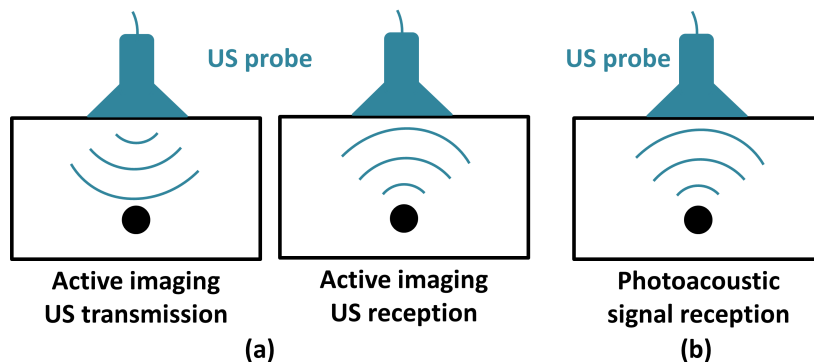 US probe
US probe
Active imaging
US transmission
Active imaging
US reception
Photoacoustic
signal reception
(a)
(b)